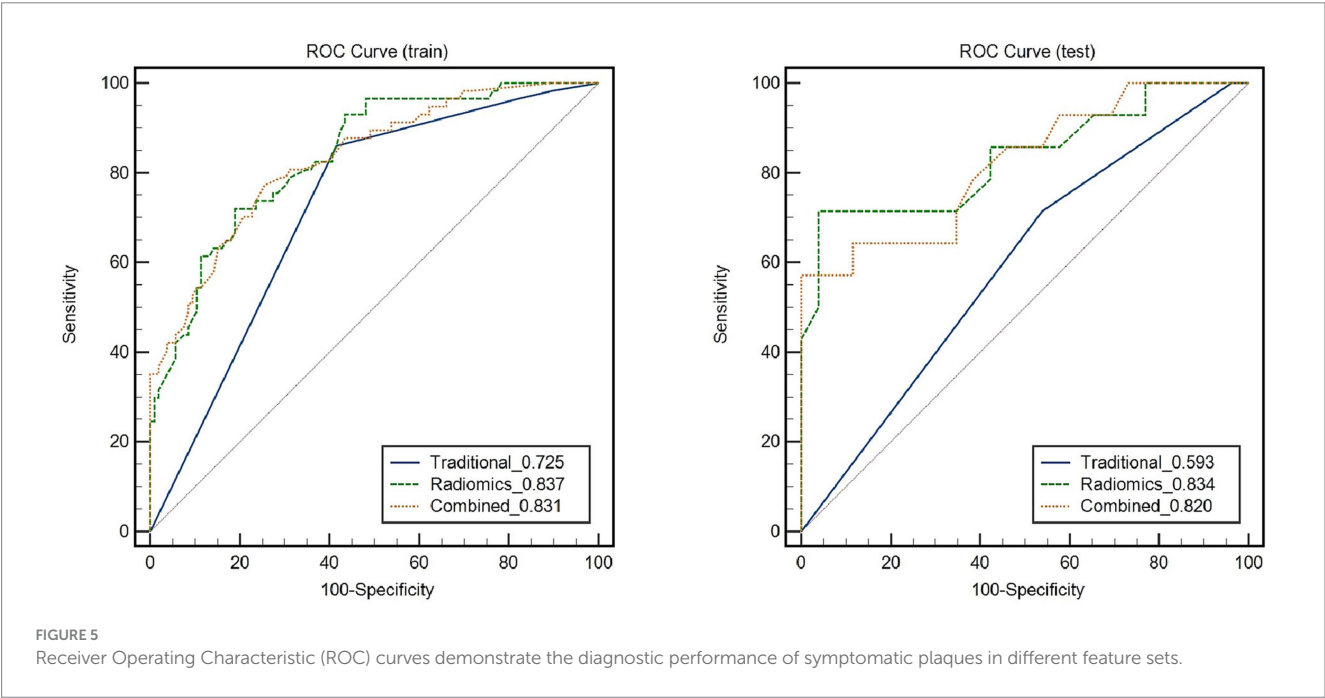 ROC Curve (train)
100
80
60
40
20
0
Sensitivity
0 20 40 60 80 100
100-Specificity
Traditional_0.725
Radiomics_0.837
Combined_0.831
ROC Curve (test)
100
80
60
40
20
0
Sensitivity
0 20 40 60 80 100
100-Specificity
Traditional_0.593
Radiomics_0.834
Combined_0.820
FIGURE 5
Receiver Operating Characteristic (ROC) curves demonstrate the diagnostic performance of symptomatic plaques in different feature sets.